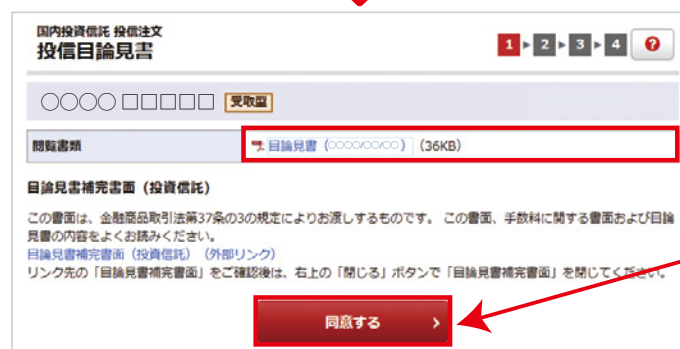 国内投資信託 投信注文
投信目論見書
1 ▶ 2 ▶ 3 ▶ 4 ?
〇〇〇〇 □□□□□ 受取型
閲覧書類 目論見書（〇〇〇〇/〇〇/〇〇）（36KB）
目論見書補完書面（投資信託）
この書面は、金融商品取引法第37条の3の規定によりお渡しするものです。 この書面、手数料に関する書面および目論
見書の内容をよくお読みください。
目論見書補完書面（投資信託）（外部リンク）
リンク先の「目論見書補完書面」をご確認後は、右上の「閉じる」ボタンで「目論見書補完書面」を閉じてください。
同意する >